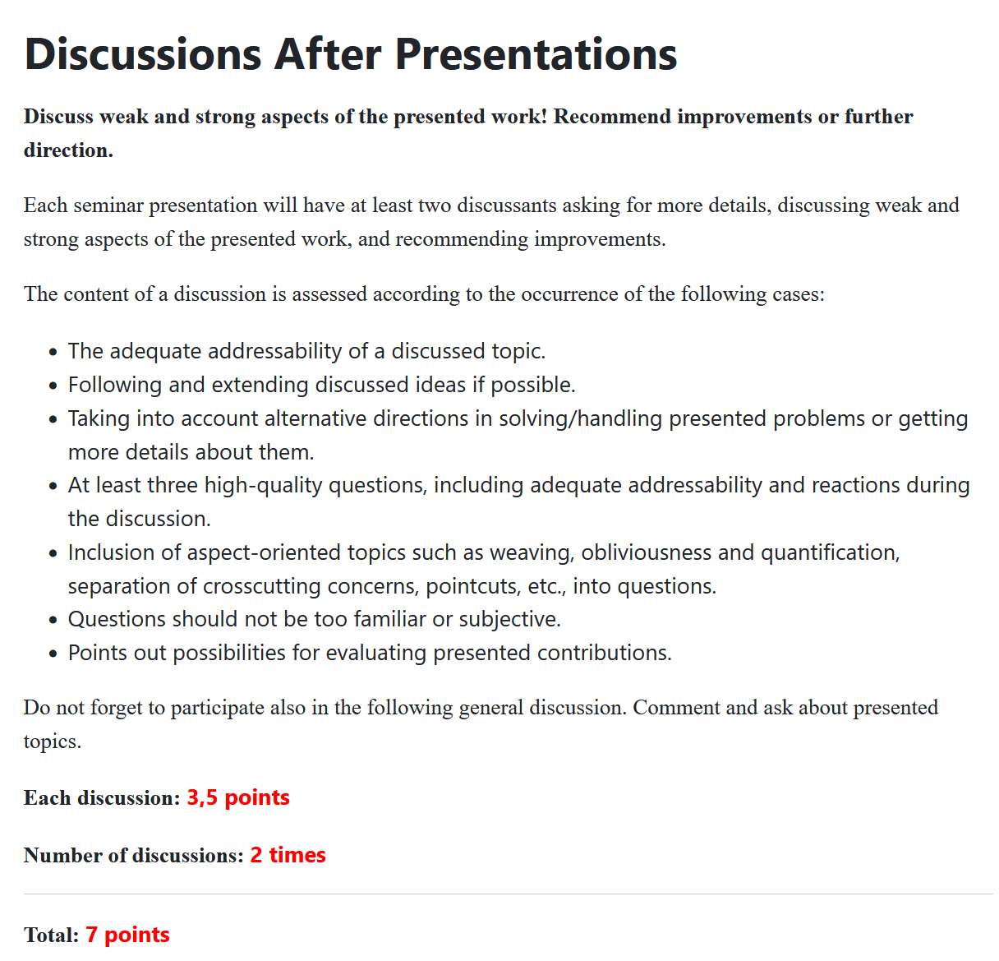 Discussions After Presentations
Discuss weak and strong aspects of the presented work! Recommend improvements or further
direction.
Each seminar presentation will have at least two discussants asking for more details, discussing weak and
strong aspects of the presented work, and recommending improvements.
The content of a discussion is assessed according to the occurrence of the following cases:
• The adequate addressability of a discussed topic.
• Following and extending discussed ideas if possible.
• Taking into account alternative directions in solving/handling presented problems or getting
more details about them.
• At least three high-quality questions, including adequate addressability and reactions during
the discussion.
• Inclusion of aspect-oriented topics such as weaving, obliviousness and quantification,
separation of crosscutting concerns, pointcuts, etc., into questions.
• Questions should not be too familiar or subjective.
• Points out possibilities for evaluating presented contributions.
Do not forget to participate also in the following general discussion. Comment and ask about presented
topics.
Each discussion: 3,5 points
Number of discussions: 2 times
Total: 7 points